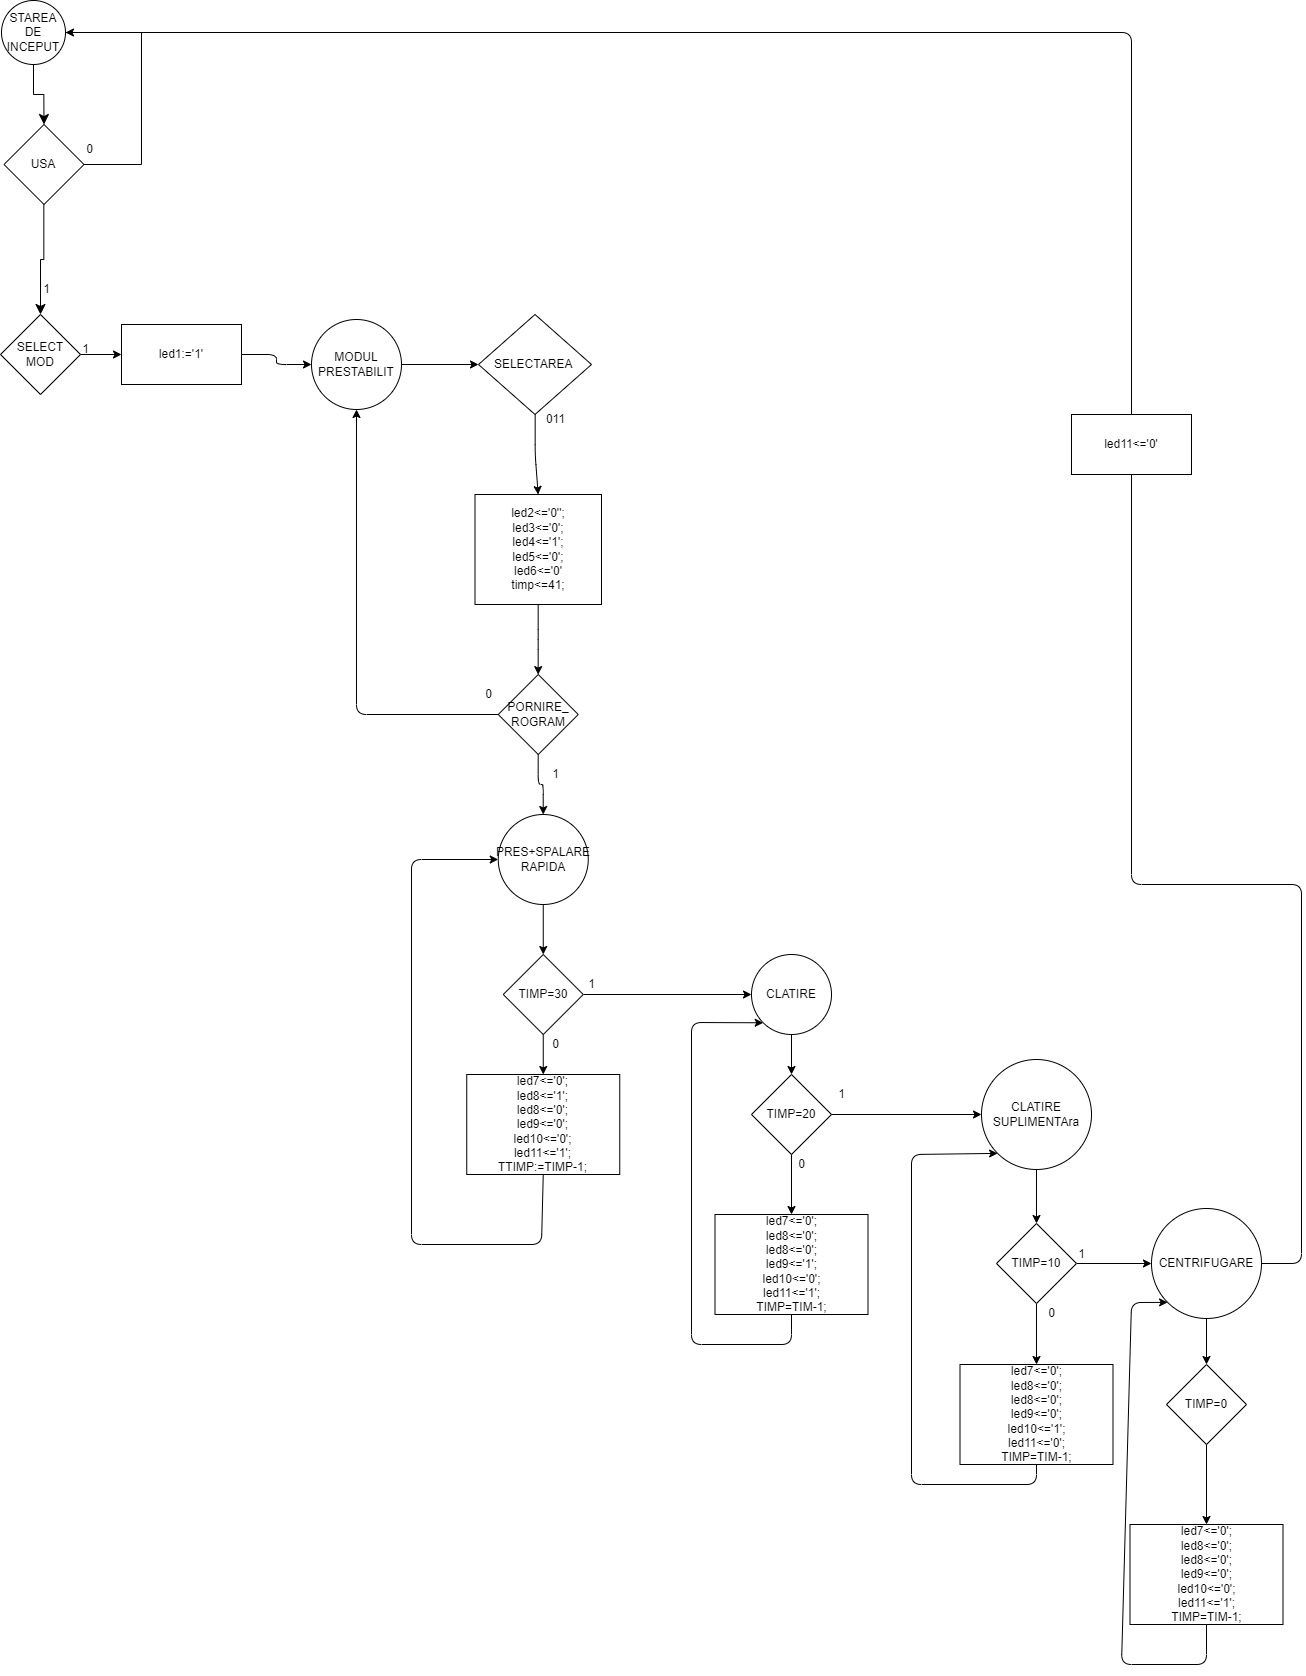 STAREA
DE
INCEPUT
USA
0
1
SELECT
MOD
1
led1:='1'
MODUL
PRESTABILIT
SELECTAREA
011
led2<='0";
led3<='0';
led4<='1';
led5<='0';
led6<='0'
timp<=41;
led11<='0'
0
PORNIRE_
ROGRAM
1
PRES+SPALARE
RAPIDA
TIMP=30
1
0
led7<='0';
led8<='1';
led8<='0';
led9<='0';
led10<='0';
led11<='1';
TTIMP:=TIMP-1;
CLATIRE
TIMP=20
1
0
led7<='0';
led8<='0';
led8<='0';
led9<='1';
led10<='0';
led11<='1';
TIMP=TIM-1;
CLATIRE
SUPLIMENTAra
TIMP=10
1
0
led7<='0';
led8<='0';
led8<='0';
led9<='0';
led10<='1';
led11<='0';
TIMP=TIM-1;
CENTRIFUGARE
TIMP=0
led7<='0';
led8<='0';
led8<='0';
led9<='0';
led10<='0';
led11<='1';
TIMP=TIM-1;